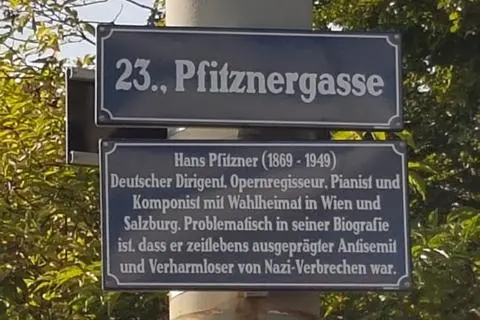 23., Pfitznergasse
Hans Pfitzner (1869 - 1949)
Deutscher Dirigent, Opernregisseur, Pianist und
Komponist mit Wahlheimat in Wien und
Salzburg. Problematisch in seiner Biografie
ist, dass er zeitlebens ausgeprägter Antisemit
und Verharmloser von Nazi-Verbrechen war.